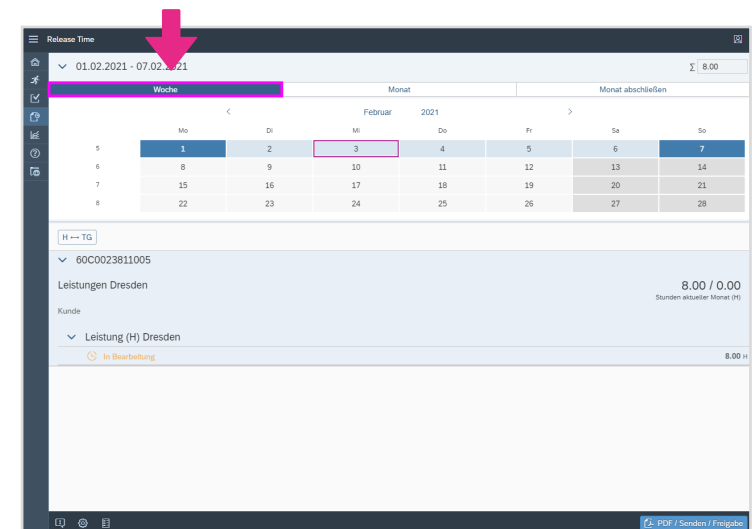 Release Time
01.02.2021 - 07.02.2021
Σ 8.00
Woche Monat Monat abschließen
< Februar 2021 >
Mo Di Mi Do Fr Sa So
5 1 2 3 4 5 6 7
6 8 9 10 11 12 13 14
7 15 16 17 18 19 20 21
8 22 23 24 25 26 27 28
H ↔ TG
60C0023811005
Leistungen Dresden 8.00 / 0.00
Stunden aktueller Monat (H)
Kunde
Leistung (H) Dresden
In Bearbeitung 8.00 H
PDF / Senden / Freigabe